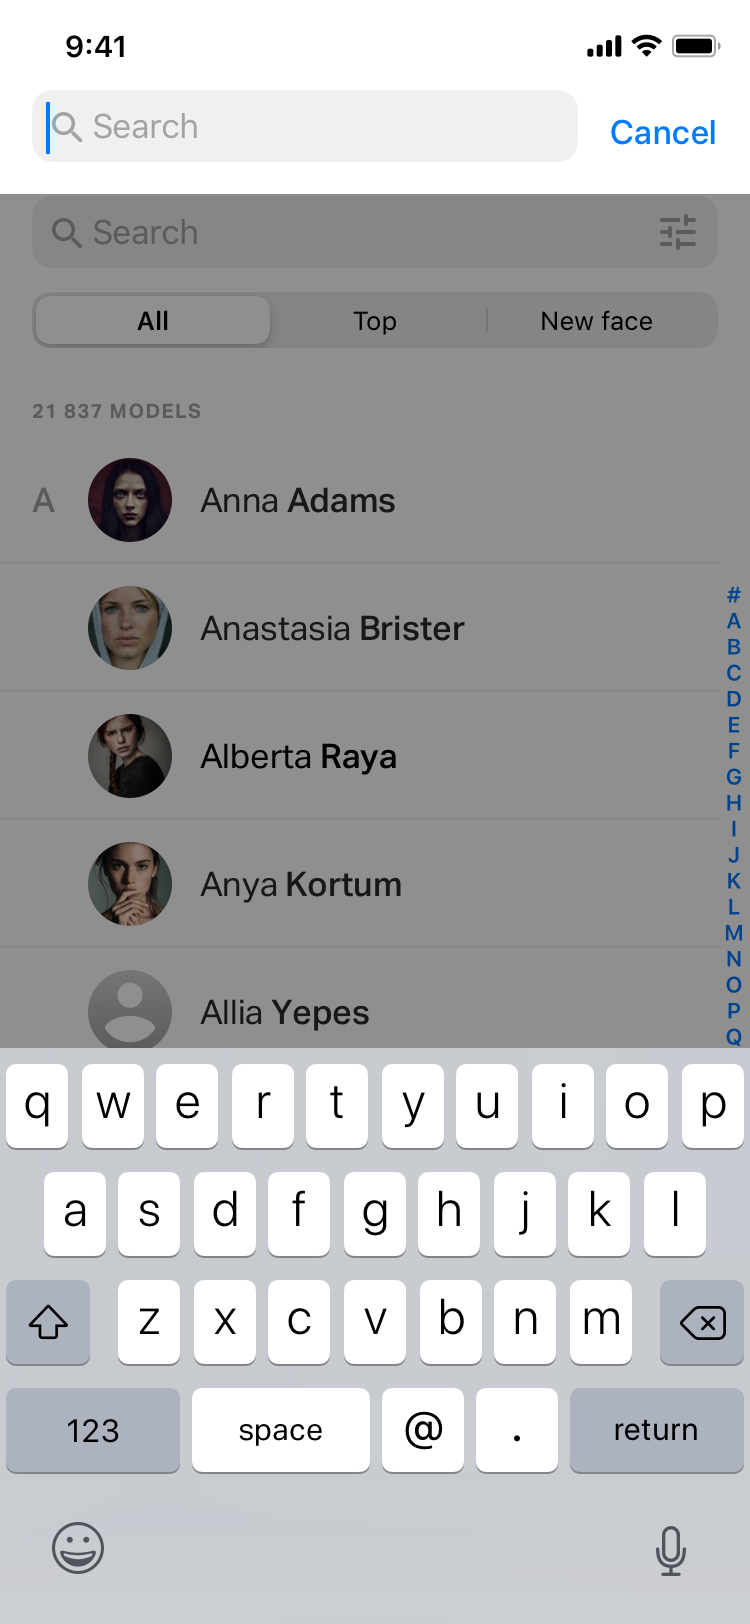 9:41
Search
Cancel
Search
All Top New face
21 837 MODELS
A
Anna Adams
Anastasia Brister
Alberta Raya
Anya Kortum
Allia Yepes
#
A
B
C
D
E
F
G
H
I
J
K
L
M
N
O
P
Q
q w e r t y u i o p
a s d f g h j k l
z x c v b n m
123 space @ . return